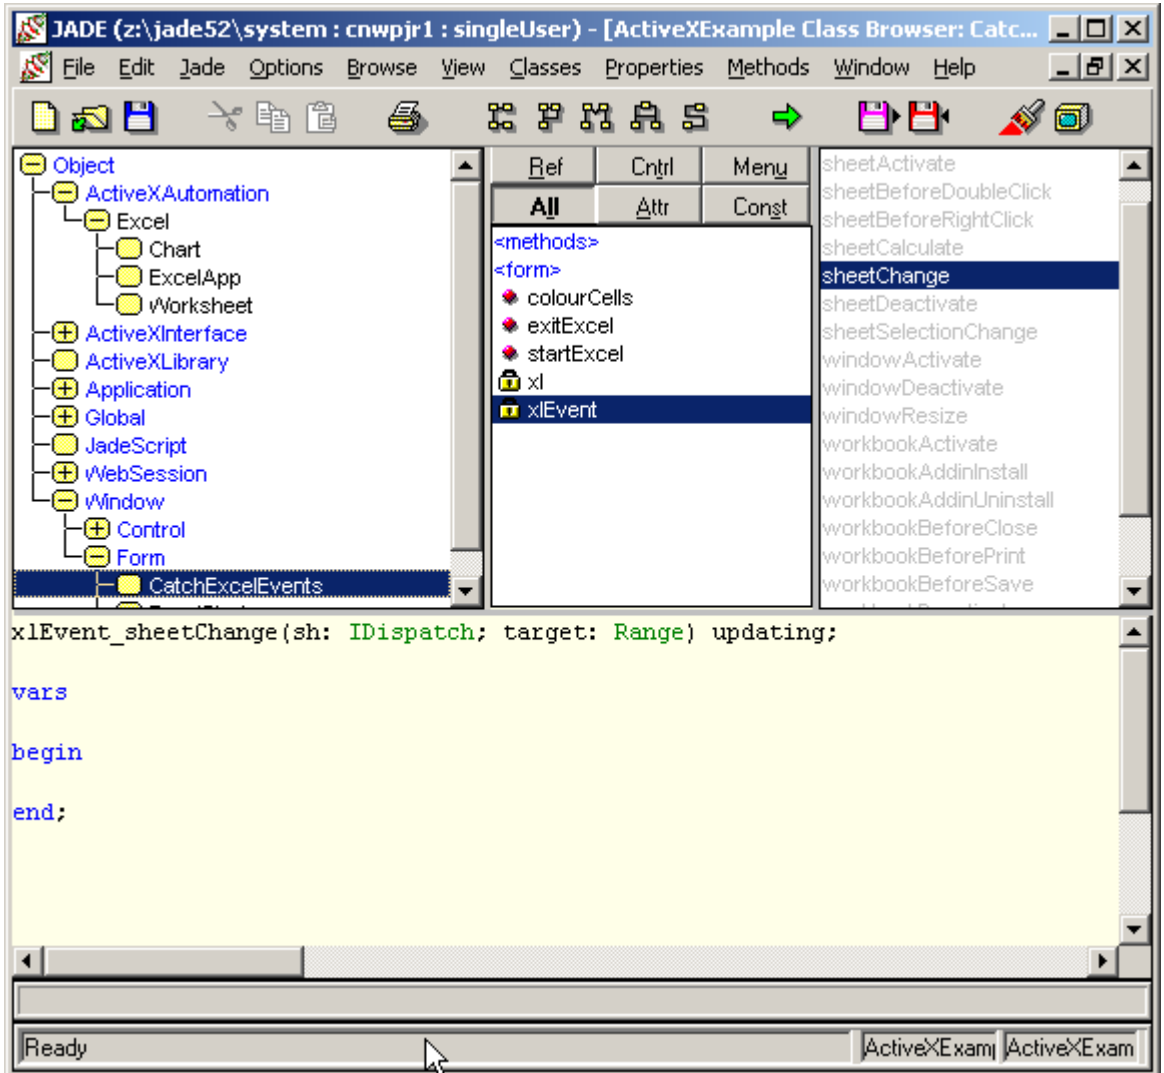 JADE (z:\jade52\system : cnwpjr1 : singleUser) - [ActiveXExample Class Browser: Catc...
File Edit Jade Options Browse View Classes Properties Methods Window Help
Object
ActiveXAutomation
Excel
Chart
ExcelApp
Worksheet
ActiveXInterface
ActiveXLibrary
Application
Global
JadeScript
WebSession
Window
Control
Form
CatchExcelEvents
Ref Cntrl Menu
All Attr Const
<methods>
<form>
colourCells
exitExcel
startExcel
xl
xlEvent
sheetActivate
sheetBeforeDoubleClick
sheetBeforeRightClick
sheetCalculate
sheetChange
sheetDeactivate
sheetSelectionChange
windowActivate
windowDeactivate
windowResize
workbookActivate
workbookAddinInstall
workbookAddinUninstall
workbookBeforeClose
workbookBeforePrint
workbookBeforeSave
xlEvent_sheetChange(sh: IDispatch; target: Range) updating;
vars
begin
end;
Ready ActiveXExam ActiveXExam